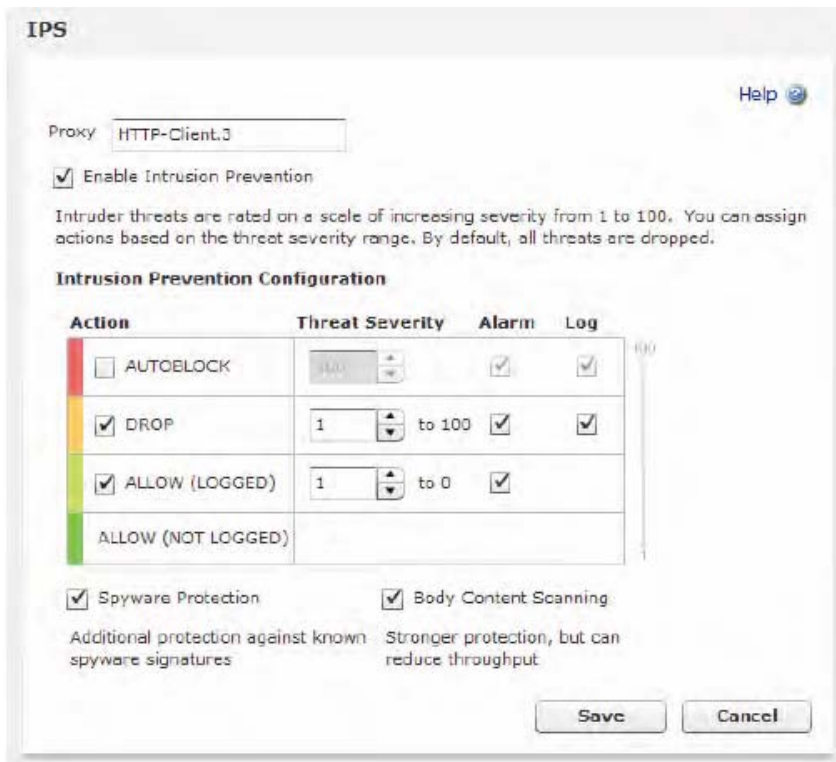 IPS
Help
Proxy HTTP-Client.3
Enable Intrusion Prevention
Intruder threats are rated on a scale of increasing severity from 1 to 100. You can assign
actions based on the threat severity range. By default, all threats are dropped.
Intrusion Prevention Configuration
Action Threat Severity Alarm Log
100
AUTOBLOCK 100
DROP 1 to 100
ALLOW (LOGGED) 1 to 0
ALLOW (NOT LOGGED)
1
Spyware Protection Body Content Scanning
Additional protection against known Stronger protection, but can
spyware signatures reduce throughput
Save Cancel